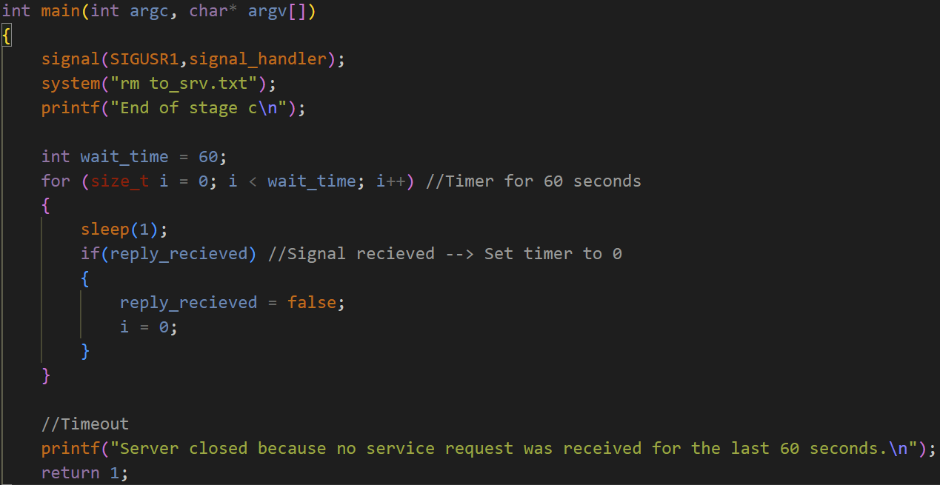 int main(int argc, char* argv[])
{
    signal(SIGUSR1,signal_handler);
    system("rm to_srv.txt");
    printf("End of stage c\n");

    int wait_time = 60;
    for (size_t i = 0; i < wait_time; i++) //Timer for 60 seconds
    {
        sleep(1);
        if(reply_recieved) //Signal recieved --> Set timer to 0
        {
            reply_recieved = false;
            i = 0;
        }
    }

    //Timeout
    printf("Server closed because no service request was received for the last 60 seconds.\n");
    return 1;